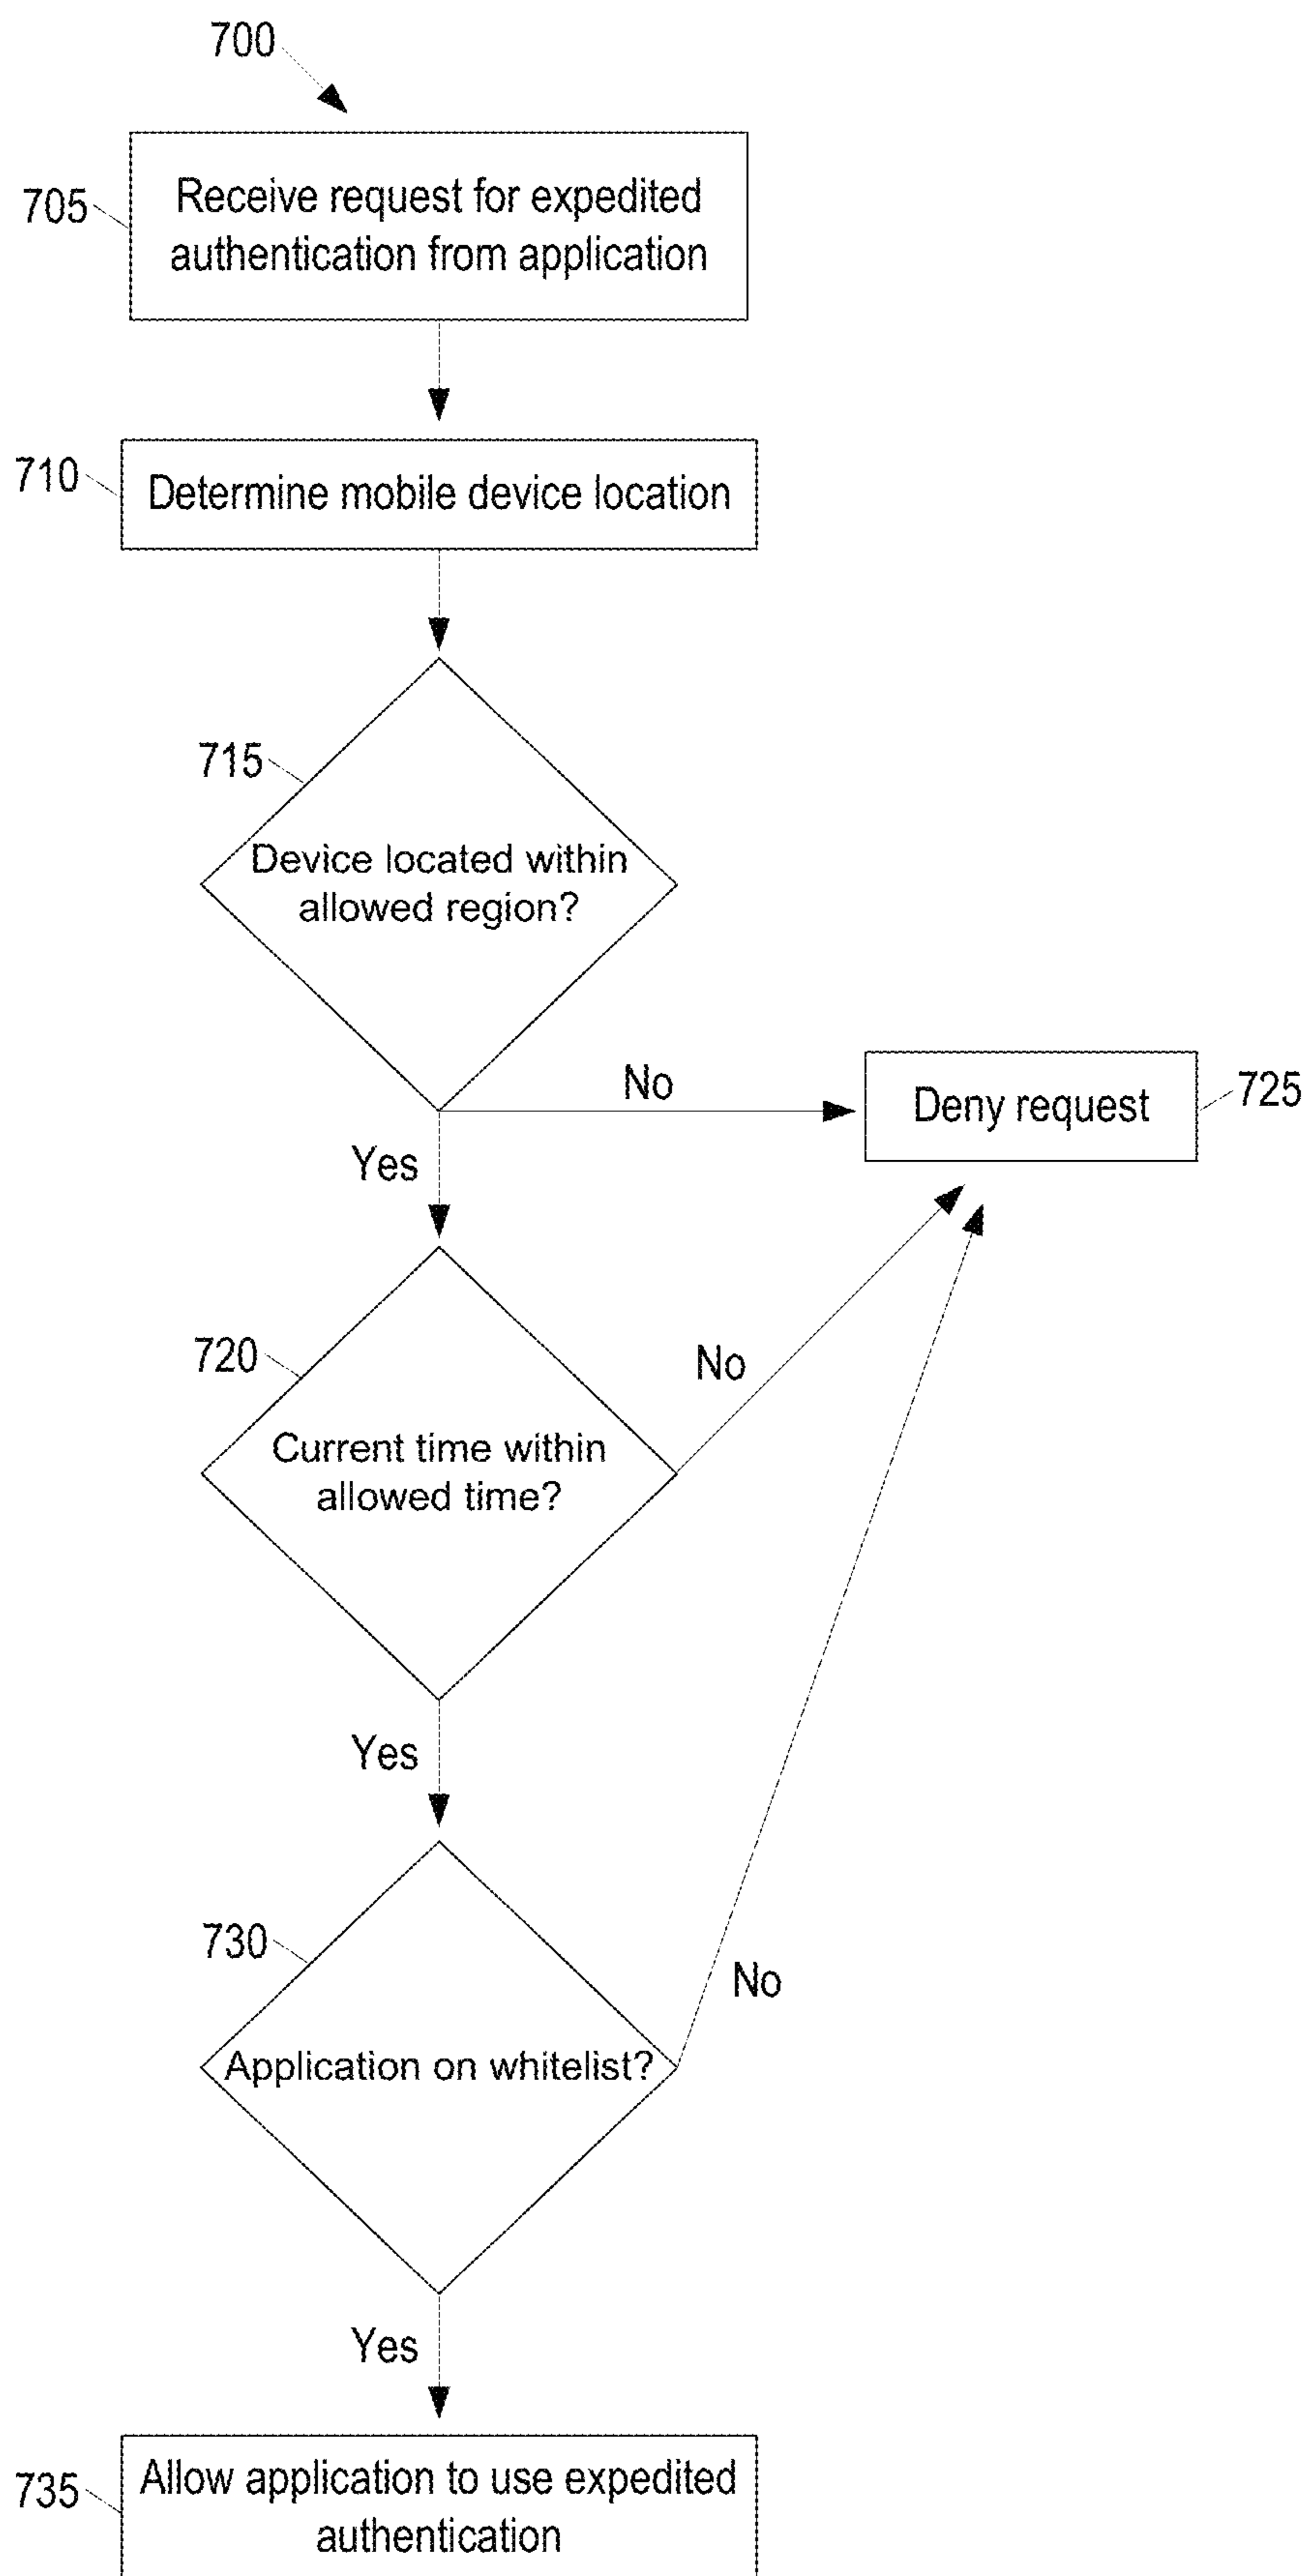 700
705
Receive request for expedited
authentication from application
710
Determine mobile device location
715
Device located within
allowed region?
No
Deny request
725
Yes
720
Current time within
allowed time?
No
Yes
730
Application on whitelist?
No
Yes
735
Allow application to use expedited
authentication